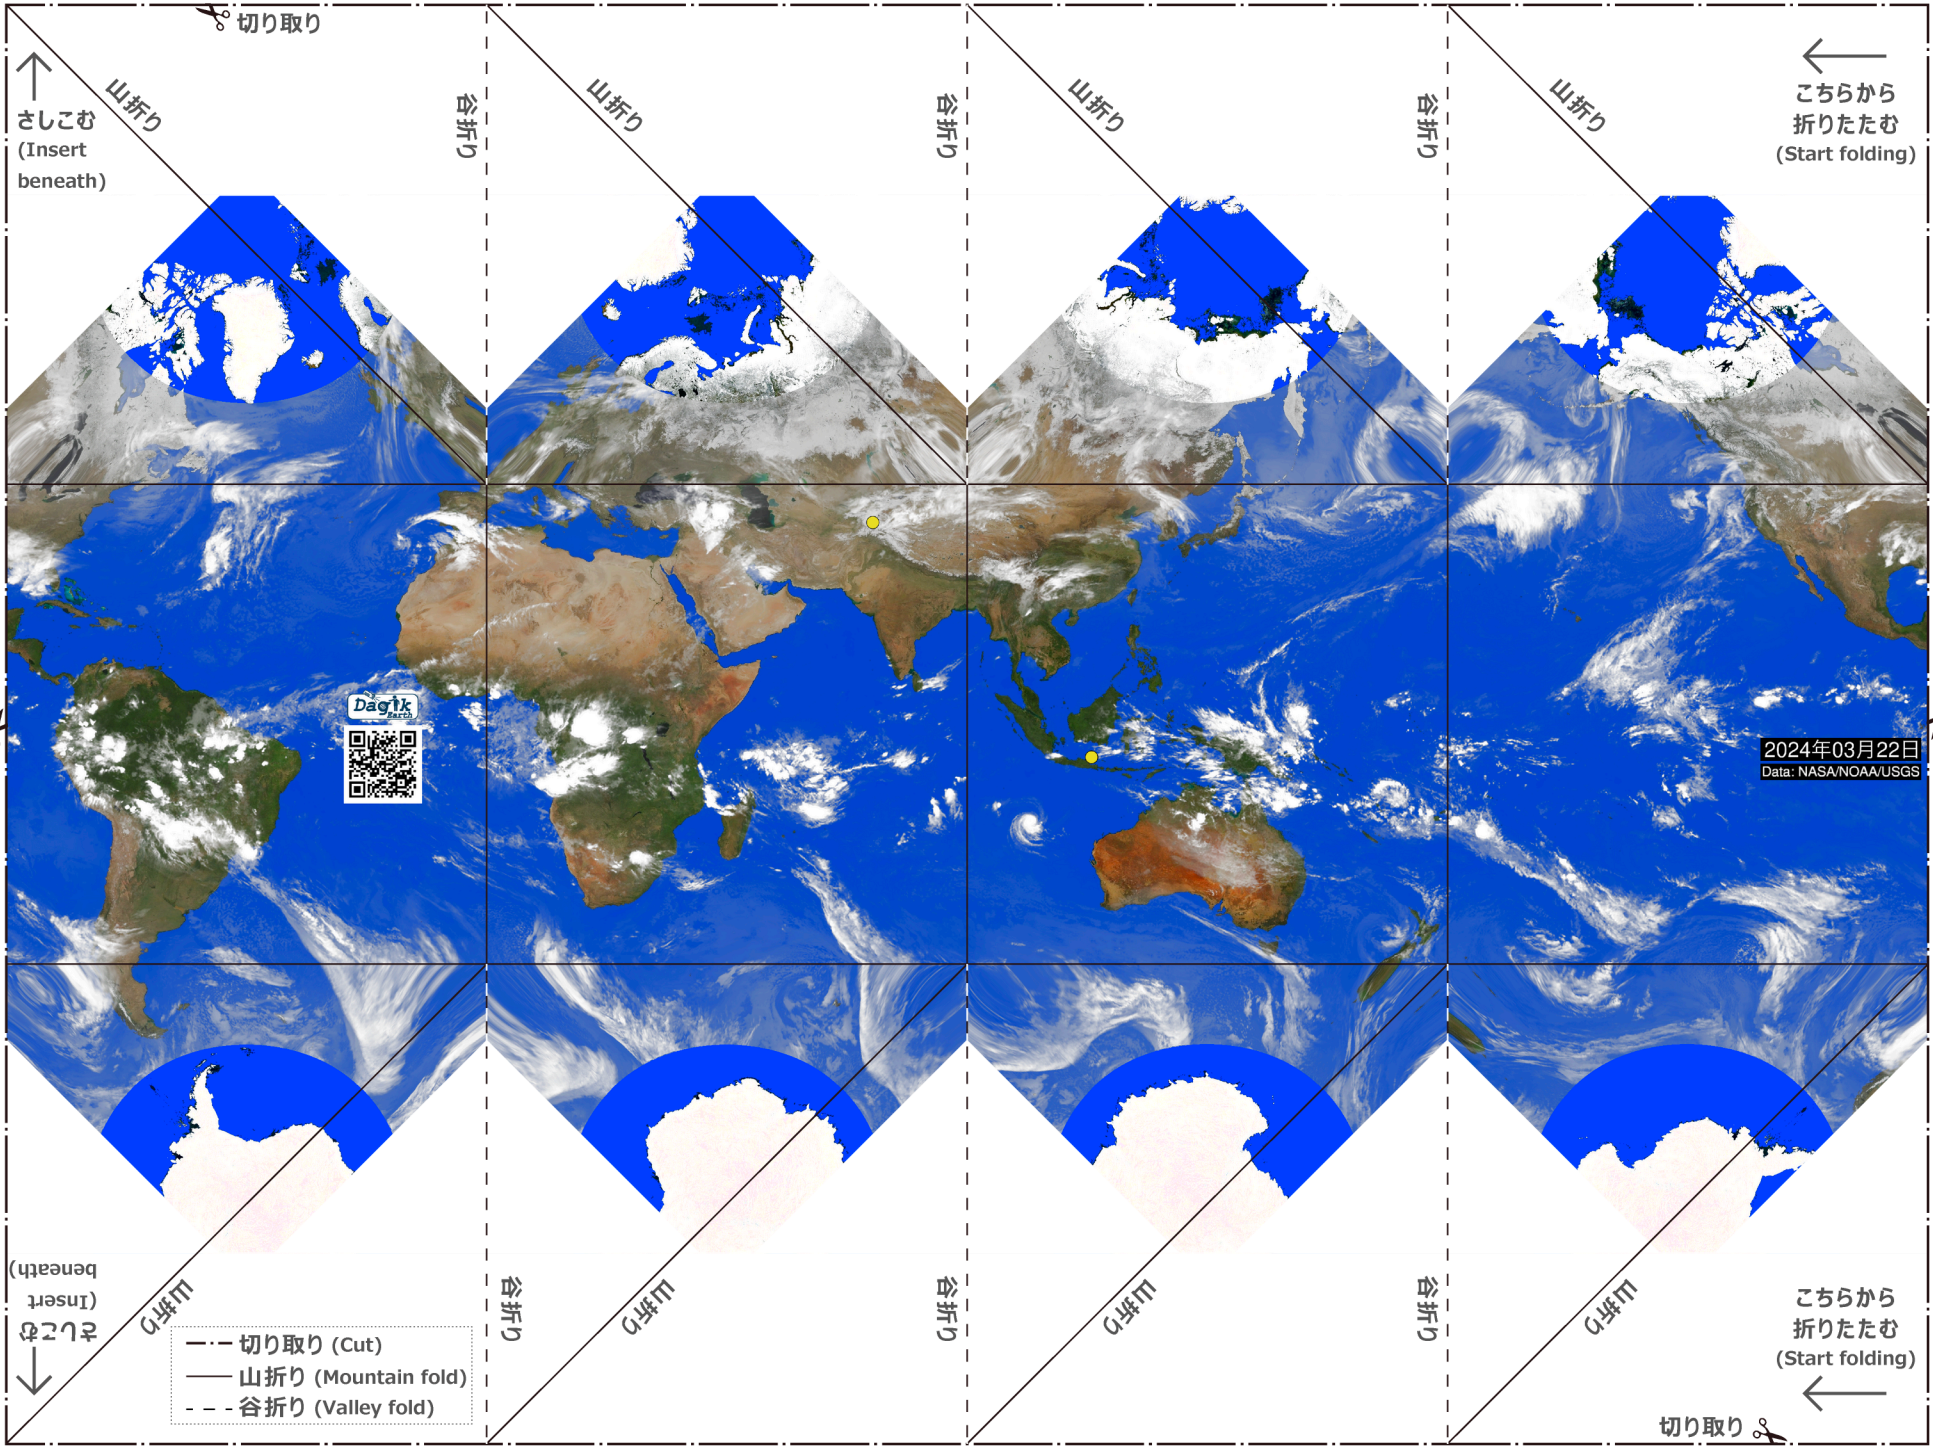 切り取り
山折り
谷折り
山折り
谷折り
山折り
谷折り
山折り
さしこむ
(Insert
beneath)
こちらから
折りたたむ
(Start folding)
Dagik
Earth
2024年03月22日
Data: NASA/NOAA/USGS
さしこむ
(Insert
beneath)
山折り
谷折り
山折り
谷折り
山折り
谷折り
山折り
こちらから
折りたたむ
(Start folding)
切り取り (Cut)
山折り (Mountain fold)
谷折り (Valley fold)
切り取り